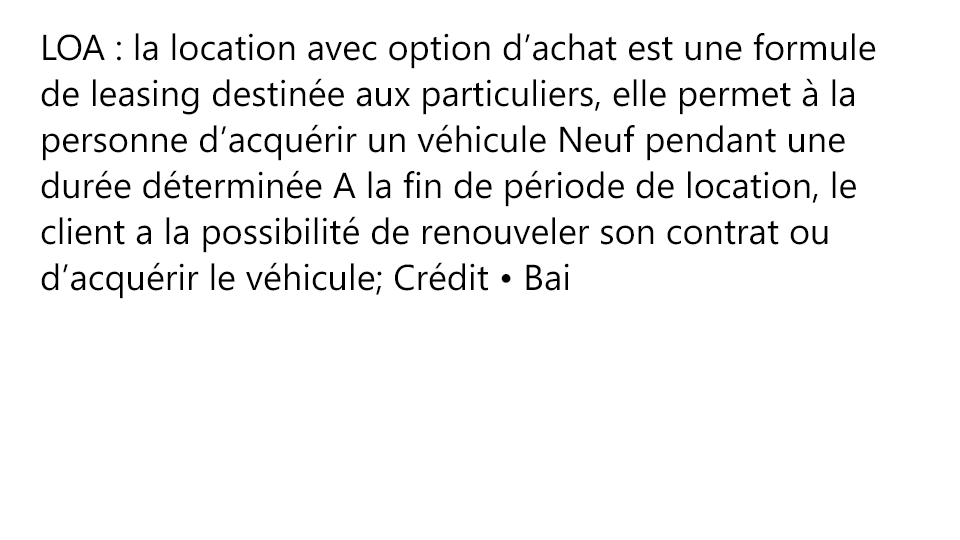 LOA : la location avec option d’achat est une formule
de leasing destinée aux particuliers, elle permet à la
personne d’acquérir un véhicule Neuf pendant une
durée déterminée A la fin de période de location, le
client a la possibilité de renouveler son contrat ou
d’acquérir le véhicule; Crédit • Bai